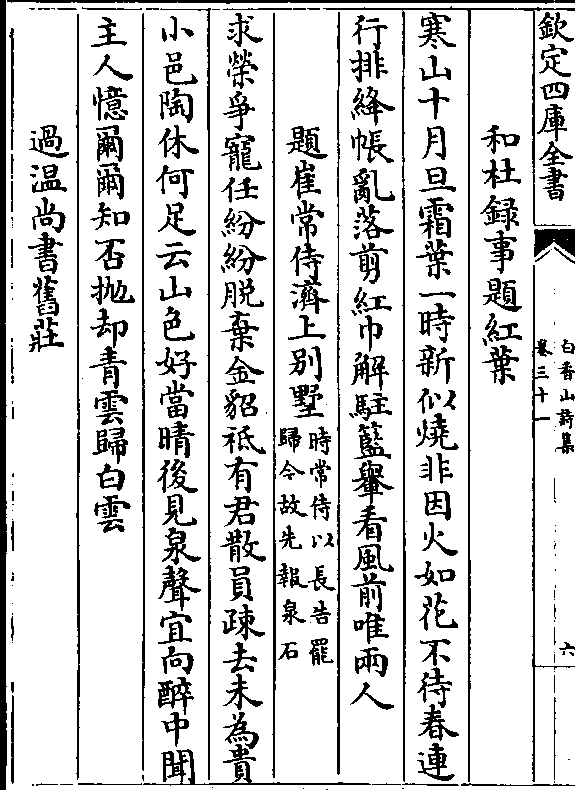 欽定四庫全書
白香山詩集
卷三十一
六
和杜録事題紅葉
寒山十月旦霜葉一時新似燒非因火如花不待春連
行排絳帳亂落剪紅巾解駐籃轝看風前唯兩人
題崔常侍濟上别墅時常侍以長告罷歸今故先報泉石
求榮爭寵任紛紛脱棄金貂祗有君散員疎去未為貴
小邑陶休何足云山色好當晴後見泉聲宜向醉中聞
主人憶爾爾知否抛却青雲歸白雲
過温尚書舊莊